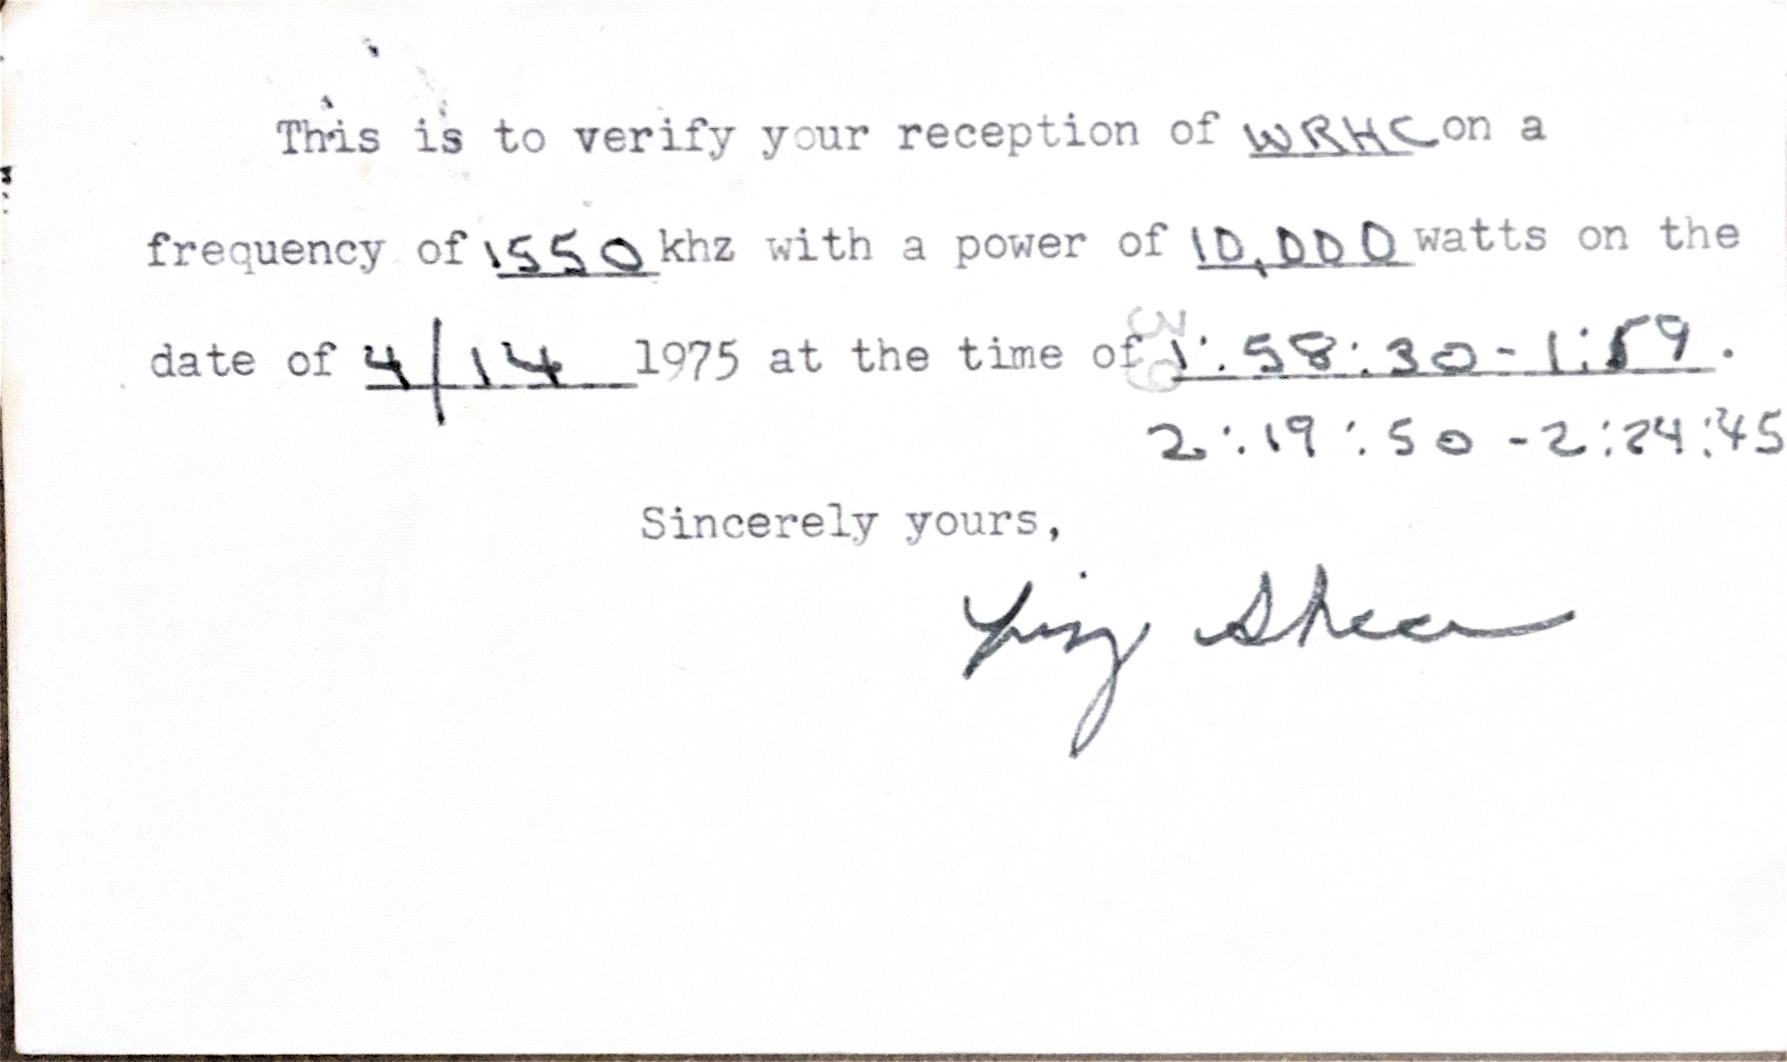 This is to verify your reception of WRHC on a
frequency of 1550 khz with a power of 10,000 watts on the
date of 4/14 1975 at the time of 1:58:30-1:59.
2:19:50-2:24:45
Sincerely yours,